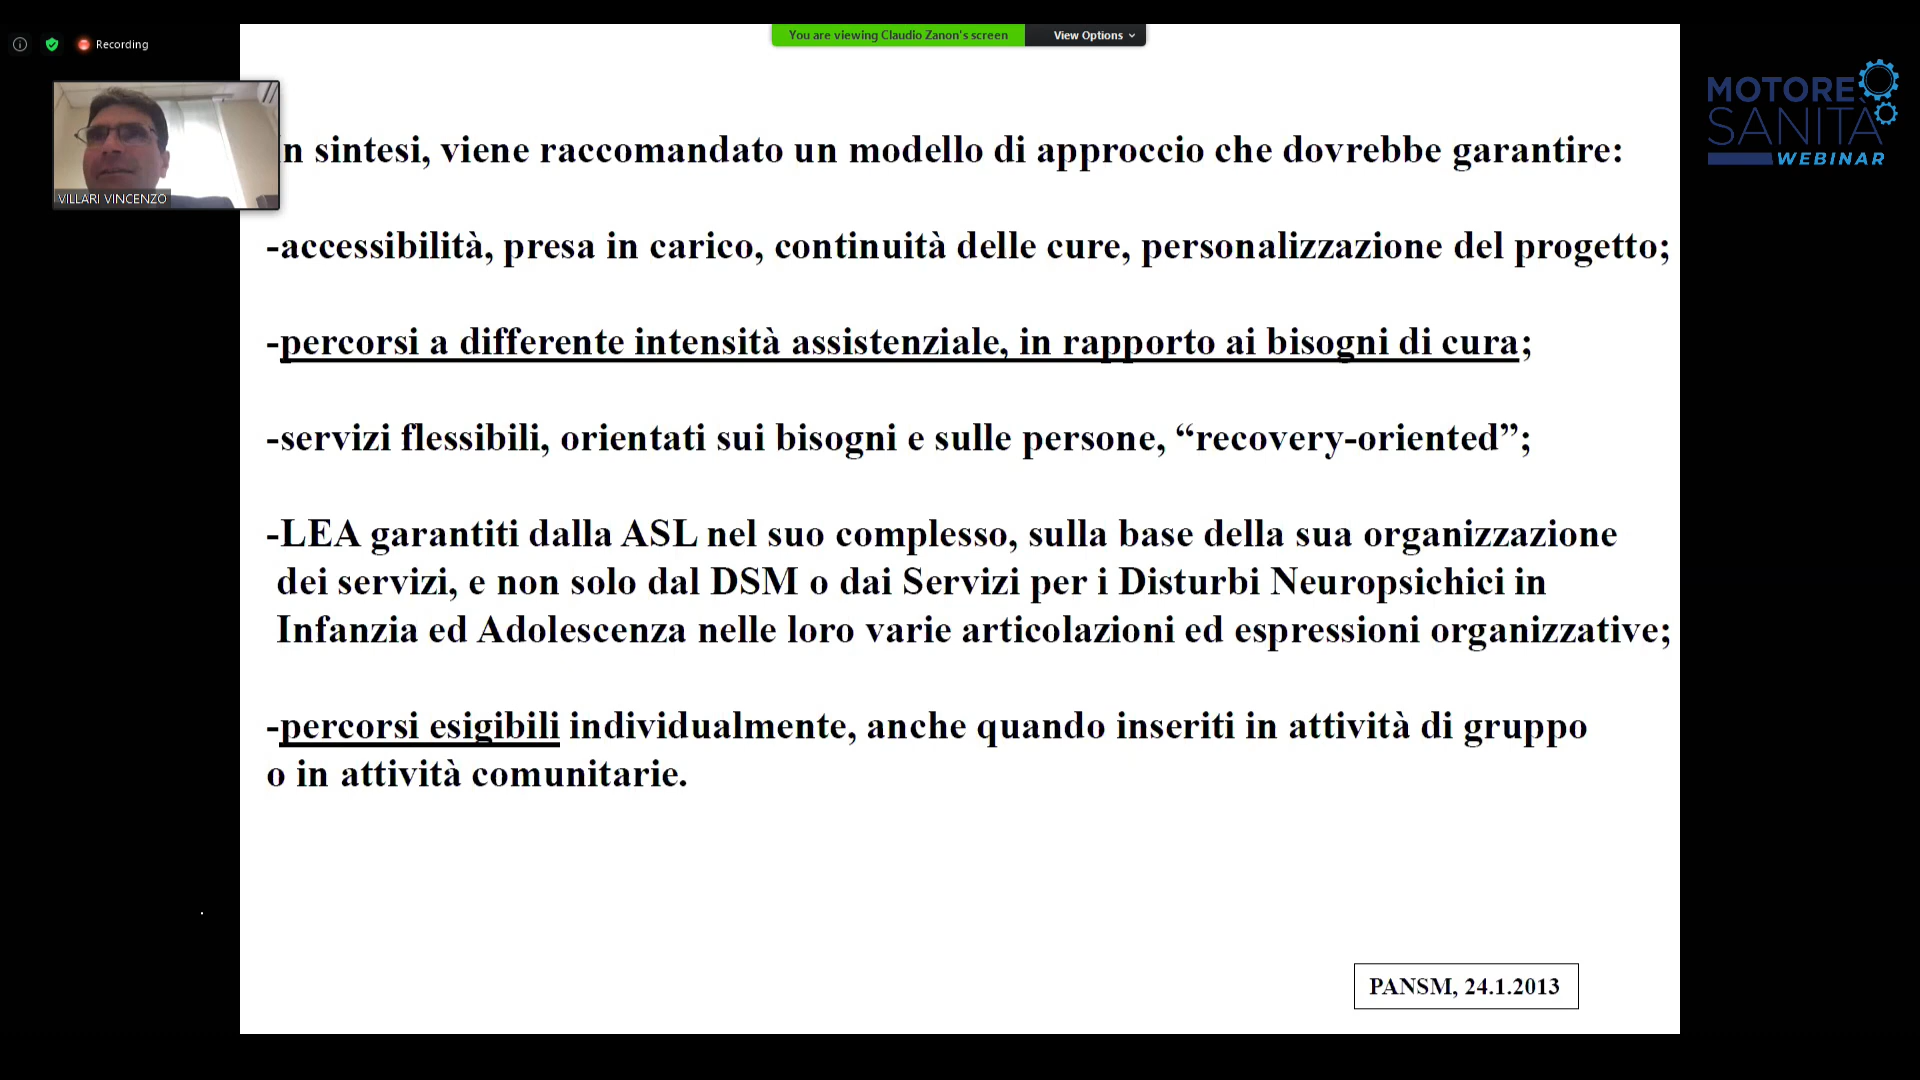 Recording
You are viewing Claudio Zanon's screen
View Options
MOTORE
SANITÀ
WEBINAR
VILLARI VINCENZO
n sintesi, viene raccomandato un modello di approccio che dovrebbe garantire:
-accessibilità, presa in carico, continuità delle cure, personalizzazione del progetto;
-percorsi a differente intensità assistenziale, in rapporto ai bisogni di cura;
-servizi flessibili, orientati sui bisogni e sulle persone, “recovery-oriented”;
-LEA garantiti dalla ASL nel suo complesso, sulla base della sua organizzazione
dei servizi, e non solo dal DSM o dai Servizi per i Disturbi Neuropsichici in
Infanzia ed Adolescenza nelle loro varie articolazioni ed espressioni organizzative;
-percorsi esigibili individualmente, anche quando inseriti in attività di gruppo
o in attività comunitarie.
PANSM, 24.1.2013